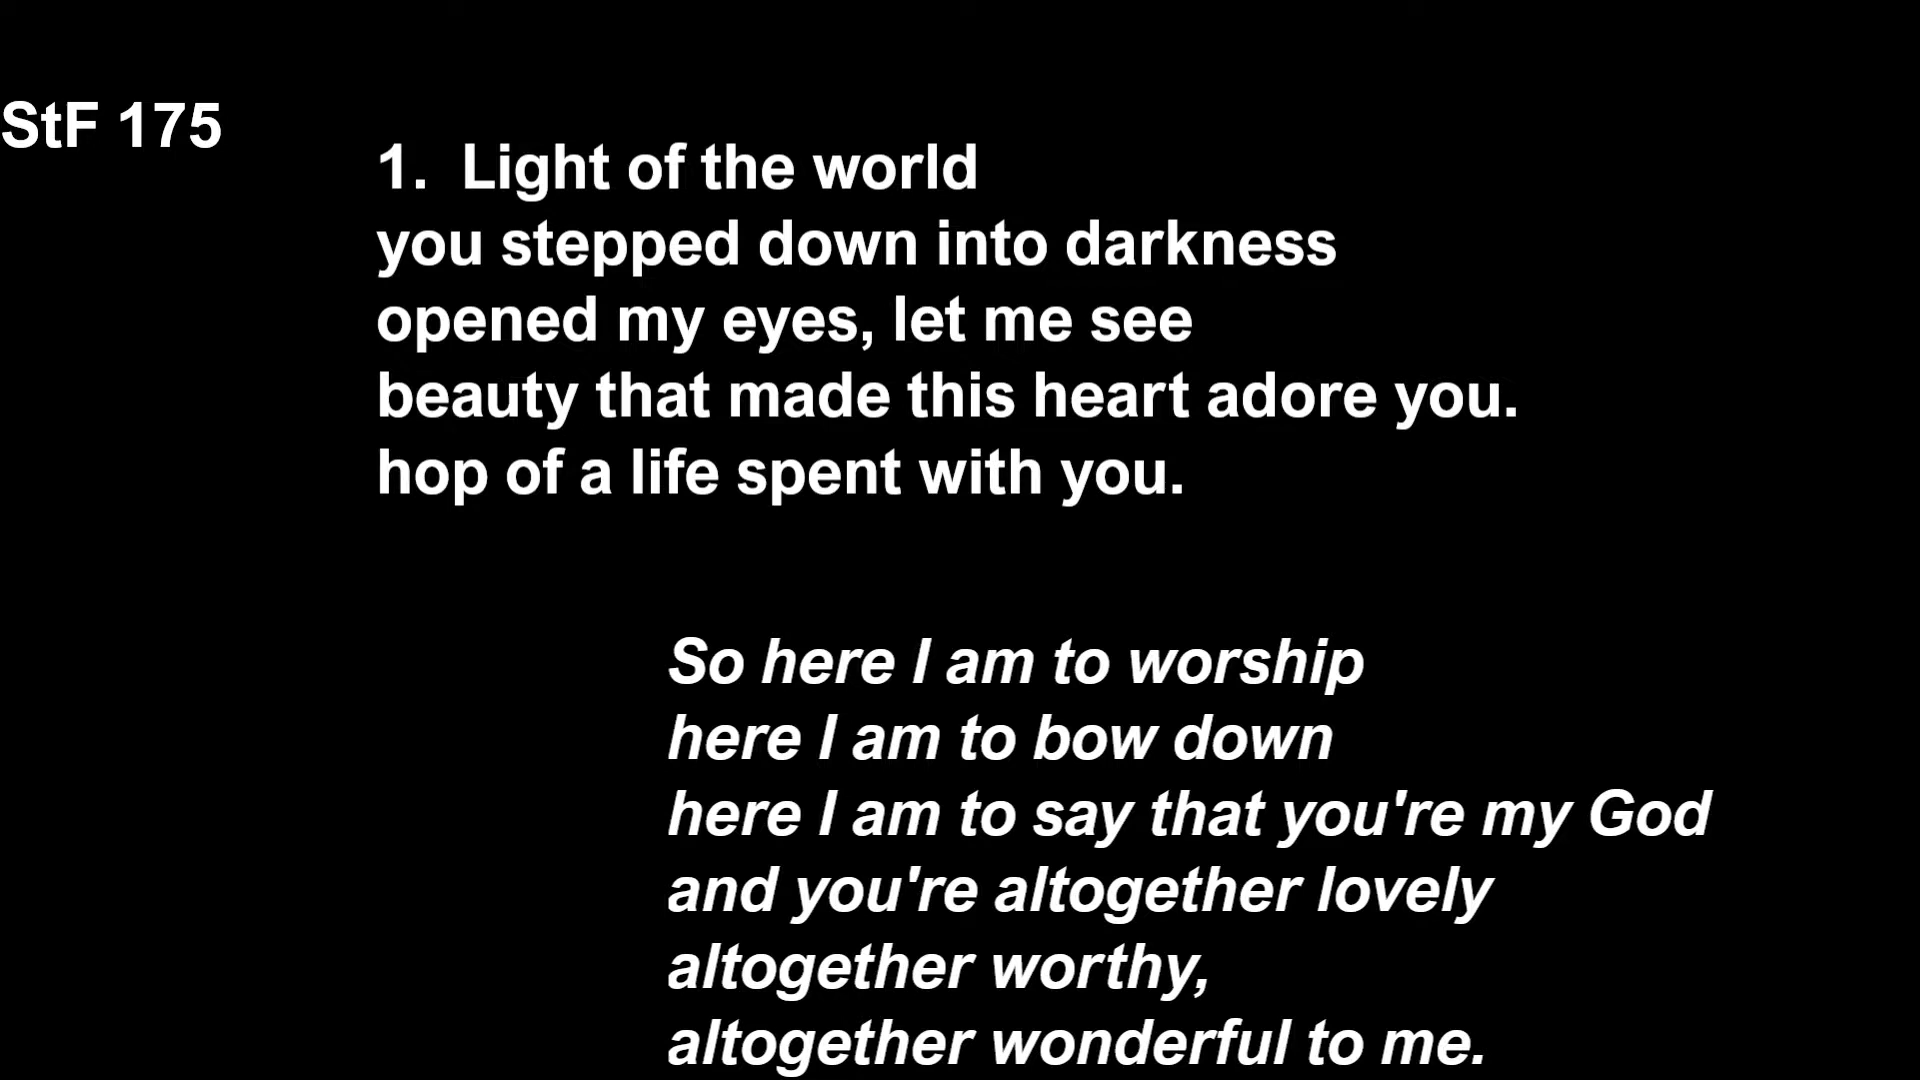 StF 175
1. Light of the world
you stepped down into darkness
opened my eyes, let me see
beauty that made this heart adore you.
hop of a life spent with you.
So here I am to worship
here I am to bow down
here I am to say that you're my God
and you're altogether lovely
altogether worthy,
altogether wonderful to me.